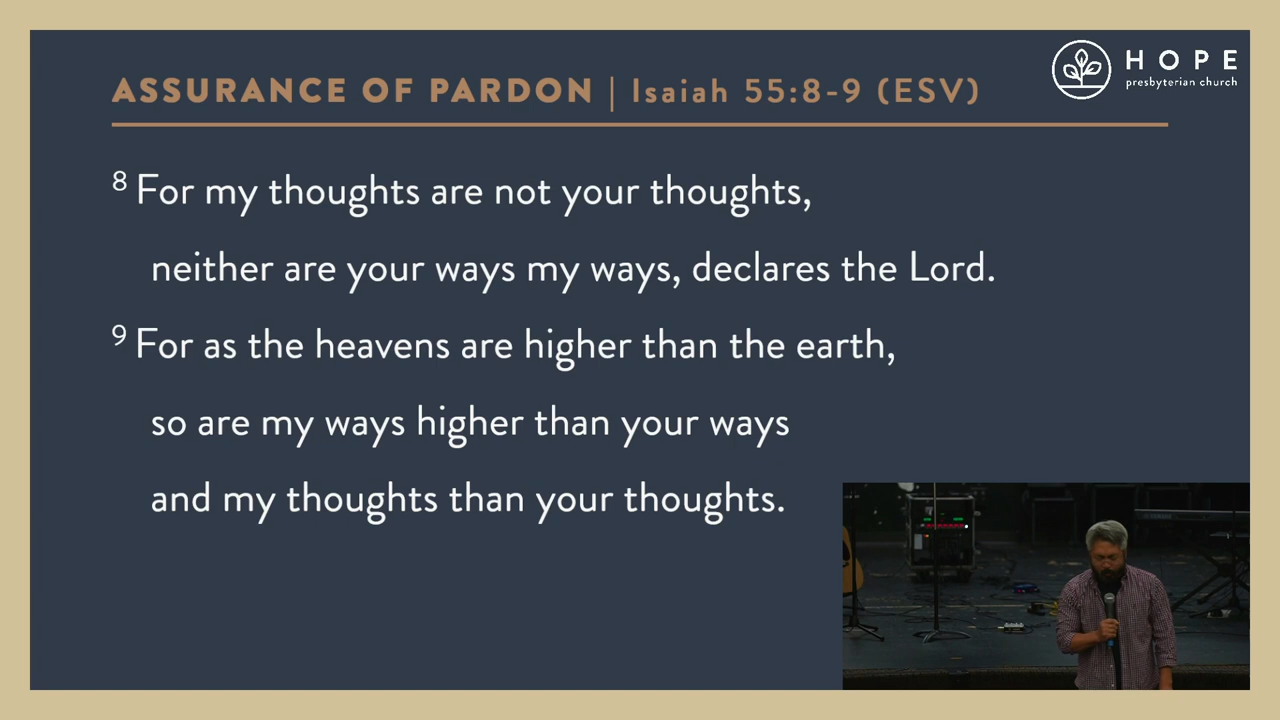 ASSURANCE OF PARDON | Isaiah 55:8-9 (ESV)
HOPE
presbyterian church
8 For my thoughts are not your thoughts,
neither are your ways my ways, declares the Lord.
9 For as the heavens are higher than the earth,
so are my ways higher than your ways
and my thoughts than your thoughts.